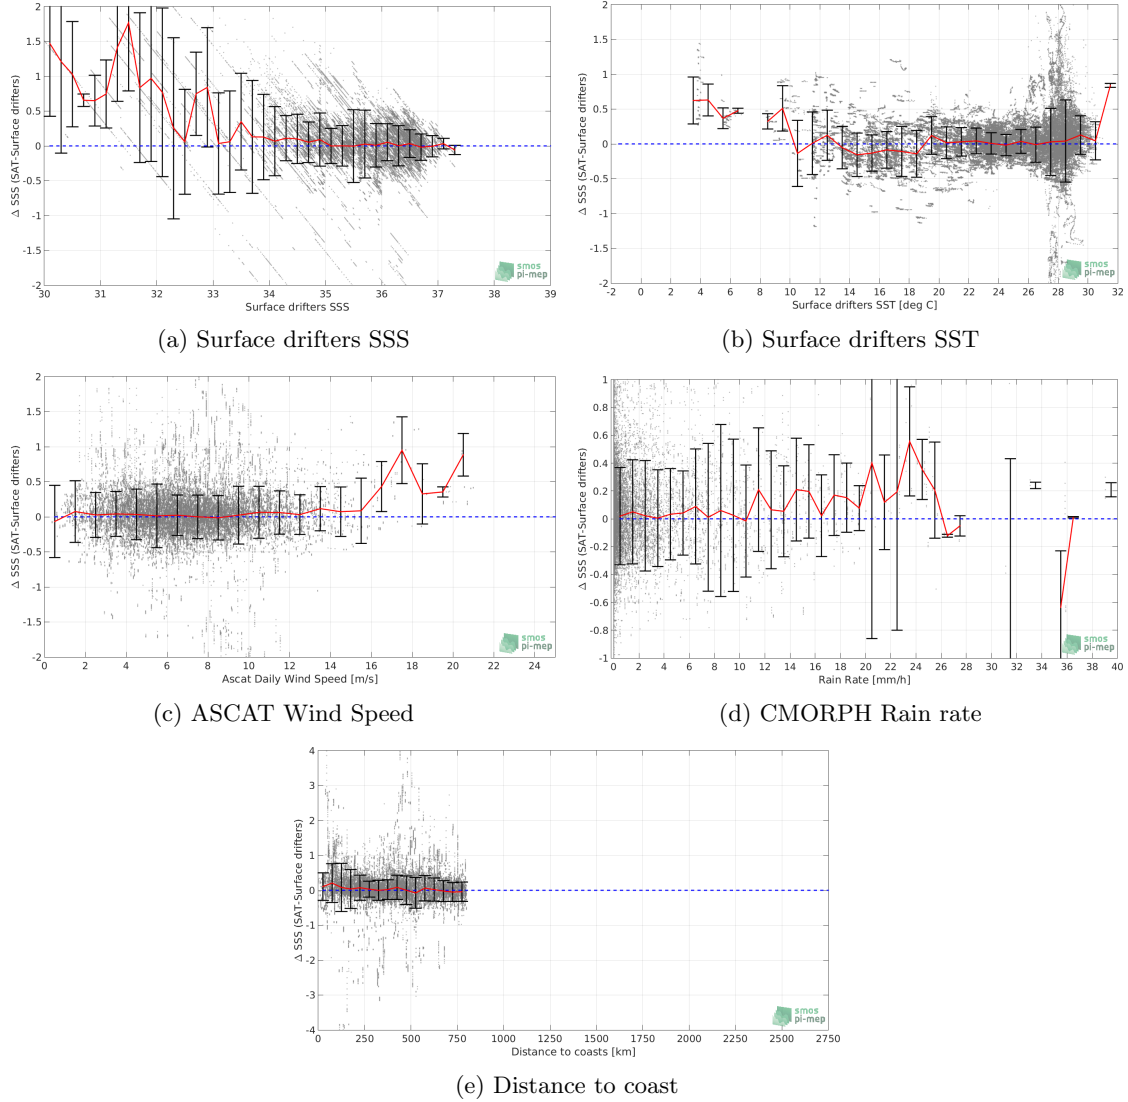 2
1.5
1
0.5
0
-0.5
-1
-1.5
-2
Δ SSS (SAT-Surface drifters)
30 31 32 33 34 35 36 37 38 39
Surface drifters SSS
smos
pi-mep
(a) Surface drifters SSS
2
1.5
1
0.5
0
-0.5
-1
-1.5
-2
Δ SSS (SAT-Surface drifters)
-2 0 2 4 6 8 10 12 14 16 18 20 22 24 26 28 30 32
Surface drifters SST [deg C]
smos
pi-mep
(b) Surface drifters SST
2
1.5
1
0.5
0
-0.5
-1
-1.5
-2
Δ SSS (SAT-Surface drifters)
0 2 4 6 8 10 12 14 16 18 20 22 24
Ascat Daily Wind Speed [m/s]
smos
pi-mep
(c) ASCAT Wind Speed
1
0.8
0.6
0.4
0.2
0
-0.2
-0.4
-0.6
-0.8
-1
Δ SSS (SAT-Surface drifters)
0 2 4 6 8 10 12 14 16 18 20 22 24 26 28 30 32 34 36 38 40
Rain Rate [mm/h]
smos
pi-mep
(d) CMORPH Rain rate
4
3
2
1
0
-1
-2
-3
-4
Δ SSS (SAT-Surface drifters)
0 250 500 750 1000 1250 1500 1750 2000 2250 2500 2750
Distance to coasts [km]
smos
pi-mep
(e) Distance to coast